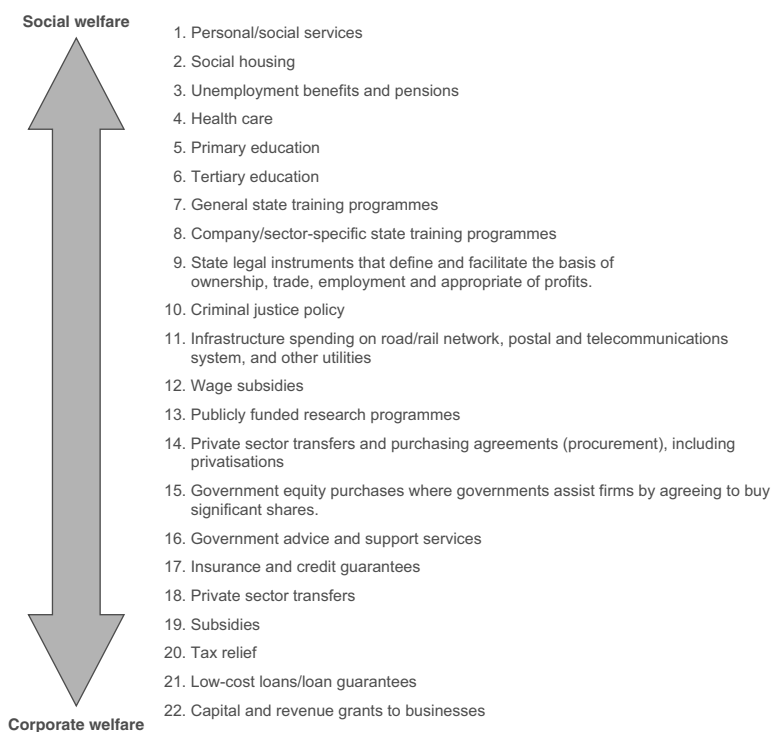 Social welfare
1. Personal/social services
2. Social housing
3. Unemployment benefits and pensions
4. Health care
5. Primary education
6. Tertiary education
7. General state training programmes
8. Company/sector-specific state training programmes
9. State legal instruments that define and facilitate the basis of
ownership, trade, employment and appropriate of profits.
10. Criminal justice policy
11. Infrastructure spending on road/rail network, postal and telecommunications
system, and other utilities
12. Wage subsidies
13. Publicly funded research programmes
14. Private sector transfers and purchasing agreements (procurement), including
privatisations
15. Government equity purchases where governments assist firms by agreeing to buy
significant shares.
16. Government advice and support services
17. Insurance and credit guarantees
18. Private sector transfers
19. Subsidies
20. Tax relief
21. Low-cost loans/loan guarantees
22. Capital and revenue grants to businesses
Corporate welfare